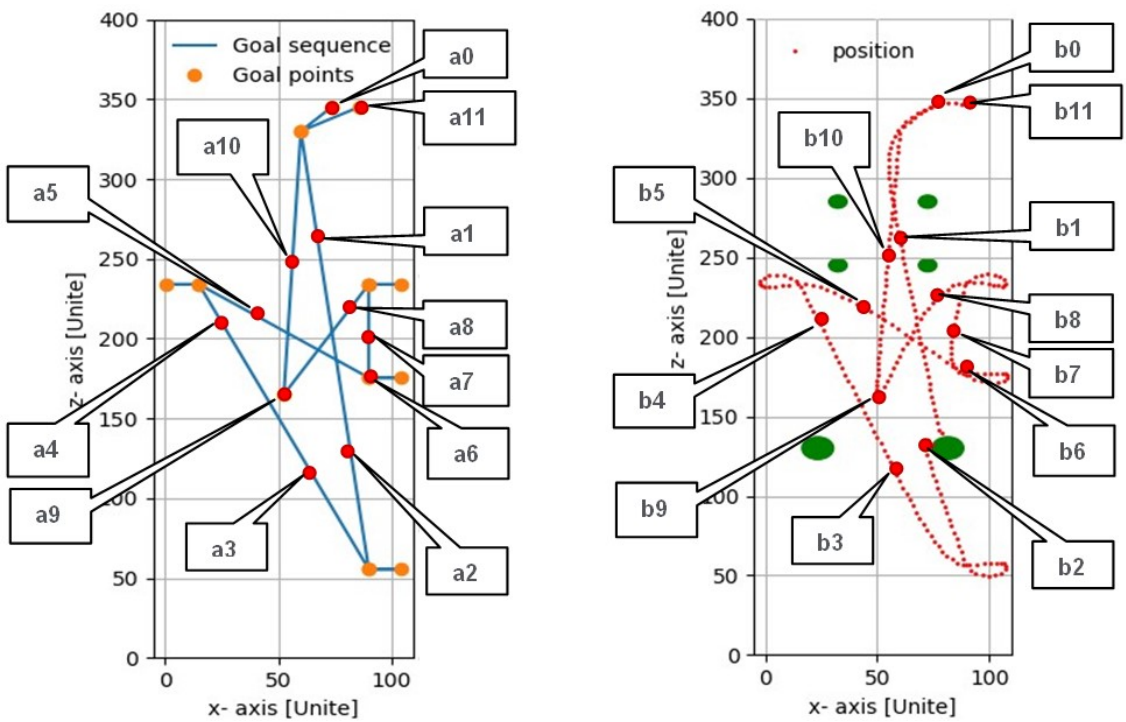 400
350
300
250
200
150
100
50
0
0
50
100
z- axis [Unite]
x- axis [Unite]
Goal sequence
Goal points
a0
a11
a10
a5
a1
a8
a7
a4
a6
a9
a3
a2
400
350
300
250
200
150
100
50
0
0
50
100
z- axis [Unite]
x- axis [Unite]
position
b0
b11
b10
b5
b1
b8
b7
b4
b6
b9
b3
b2